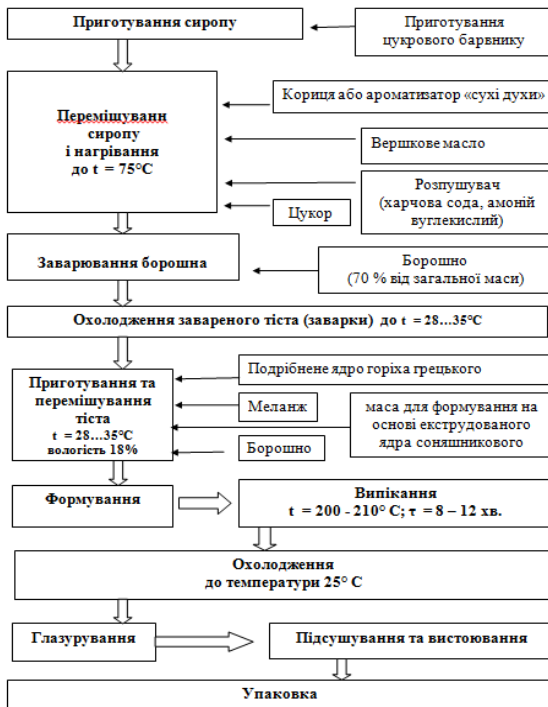 Приготування сиропу
Приготування
цукрового барвнику
Перемішуванн
сиропу
і нагрівання
до t = 75°С
Кориця або ароматизатор «сухі духи»
Вершкове масло
Розпушувач
(харчова сода, амоній
вуглекислий)
Цукор
Заварювання борошна
Борошно
(70 % від загальної маси)
Охолодження завареного тіста (заварки) до t = 28...35°С
Приготування та
перемішування
тіста
t = 28...35°С
вологість 18%
Подрібнене ядро горіха грецького
Меланж
маса для формування на
основі екструдованого
ядра соняшникового
Борошно
Формування
Випікання
t = 200 - 210° С; τ = 8 – 12 хв.
Охолодження
до температури 25° С
Глазурування
Підсушування та вистоювання
Упаковка